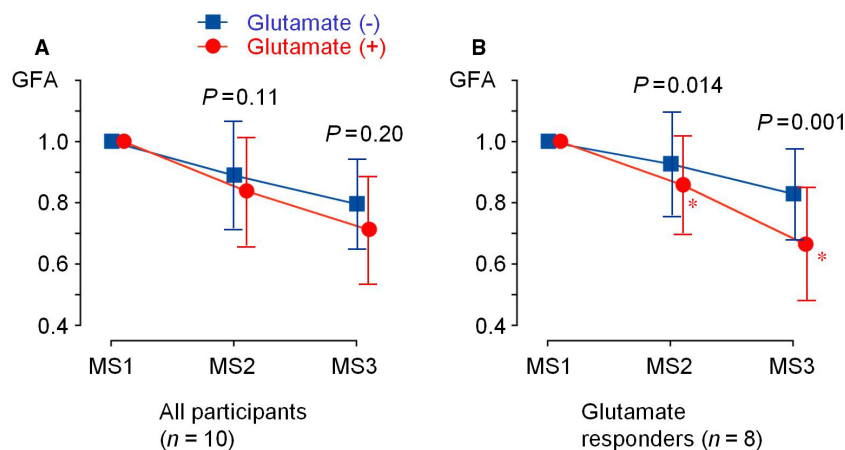 Glutamate (-)
Glutamate (+)
A
GFA
P=0.11
P=0.20
1.0
0.8
0.6
0.4
MS1 MS2 MS3
All participants
(n = 10)
B
GFA
P=0.014
P=0.001
1.0
0.8
*
0.6
*
0.4
MS1 MS2 MS3
Glutamate
responders (n = 8)